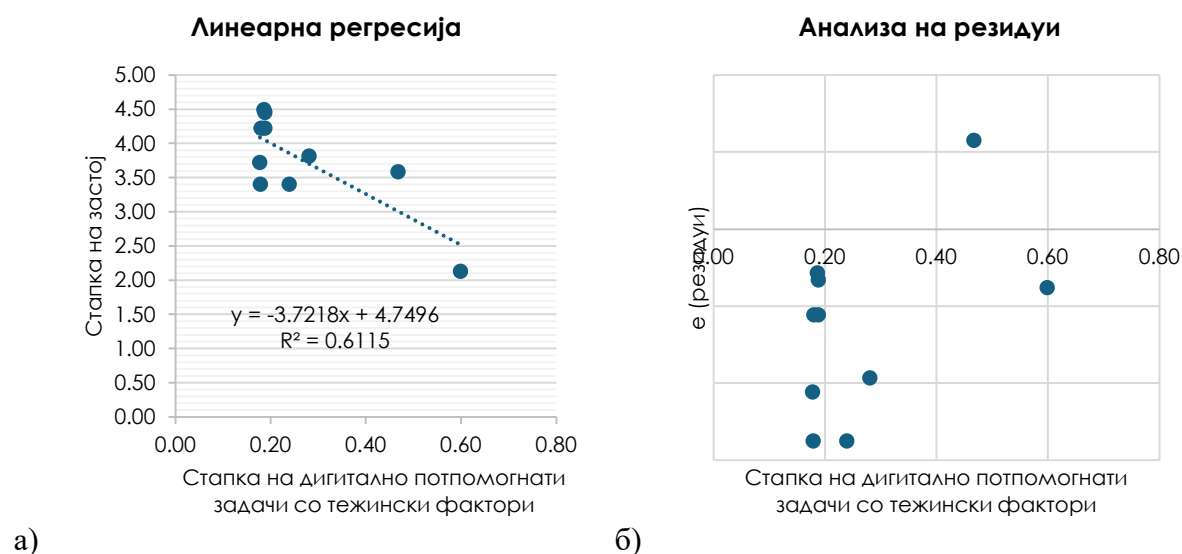 Линеарна регресија
5.00
4.50
4.00
3.50
3.00
2.50
2.00
1.50
1.00
0.50
0.00
Стапка на застој
y = -3.7218x + 4.7496
R² = 0.6115
0.00 0.20 0.40 0.60 0.80
Стапка на дигитално потпомогнати
задачи со тежински фактори
а)
Анализа на резидуи
е (резидуи)
0.00 0.20 0.40 0.60 0.80
Стапка на дигитално потпомогнати
задачи со тежински фактори
б)